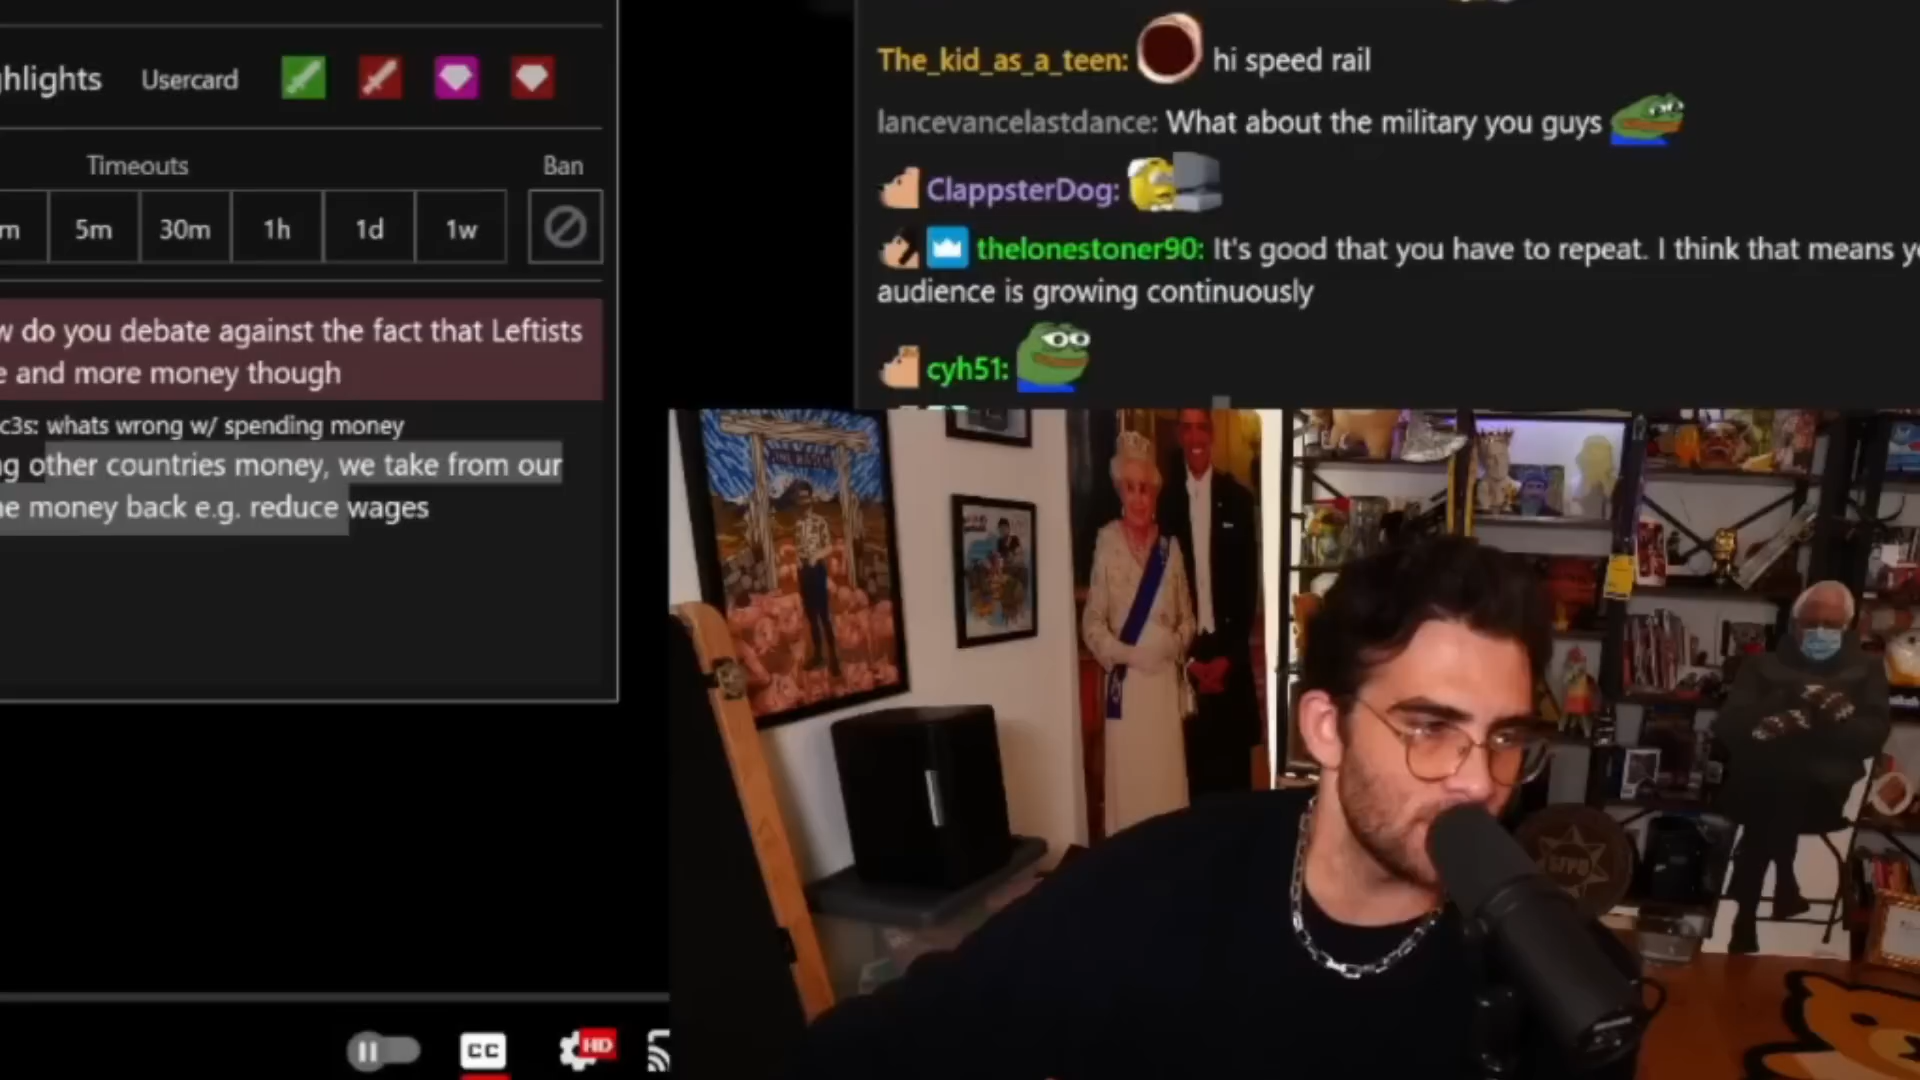 ghlights
Usercard
Timeouts
Ban
m
5m
30m
1h
1d
1w
w do you debate against the fact that Leftists
e and more money though
c3s: whats wrong w/ spending money
ng other countries money, we take from our
ne money back e.g. reduce wages
The_kid_as_a_teen: hi speed rail
lancevancelastdance: What about the military you guys
ClappsterDog:
thelonestoner90: It's good that you have to repeat. I think that means yo
audience is growing continuously
cyh51:
CC
HD